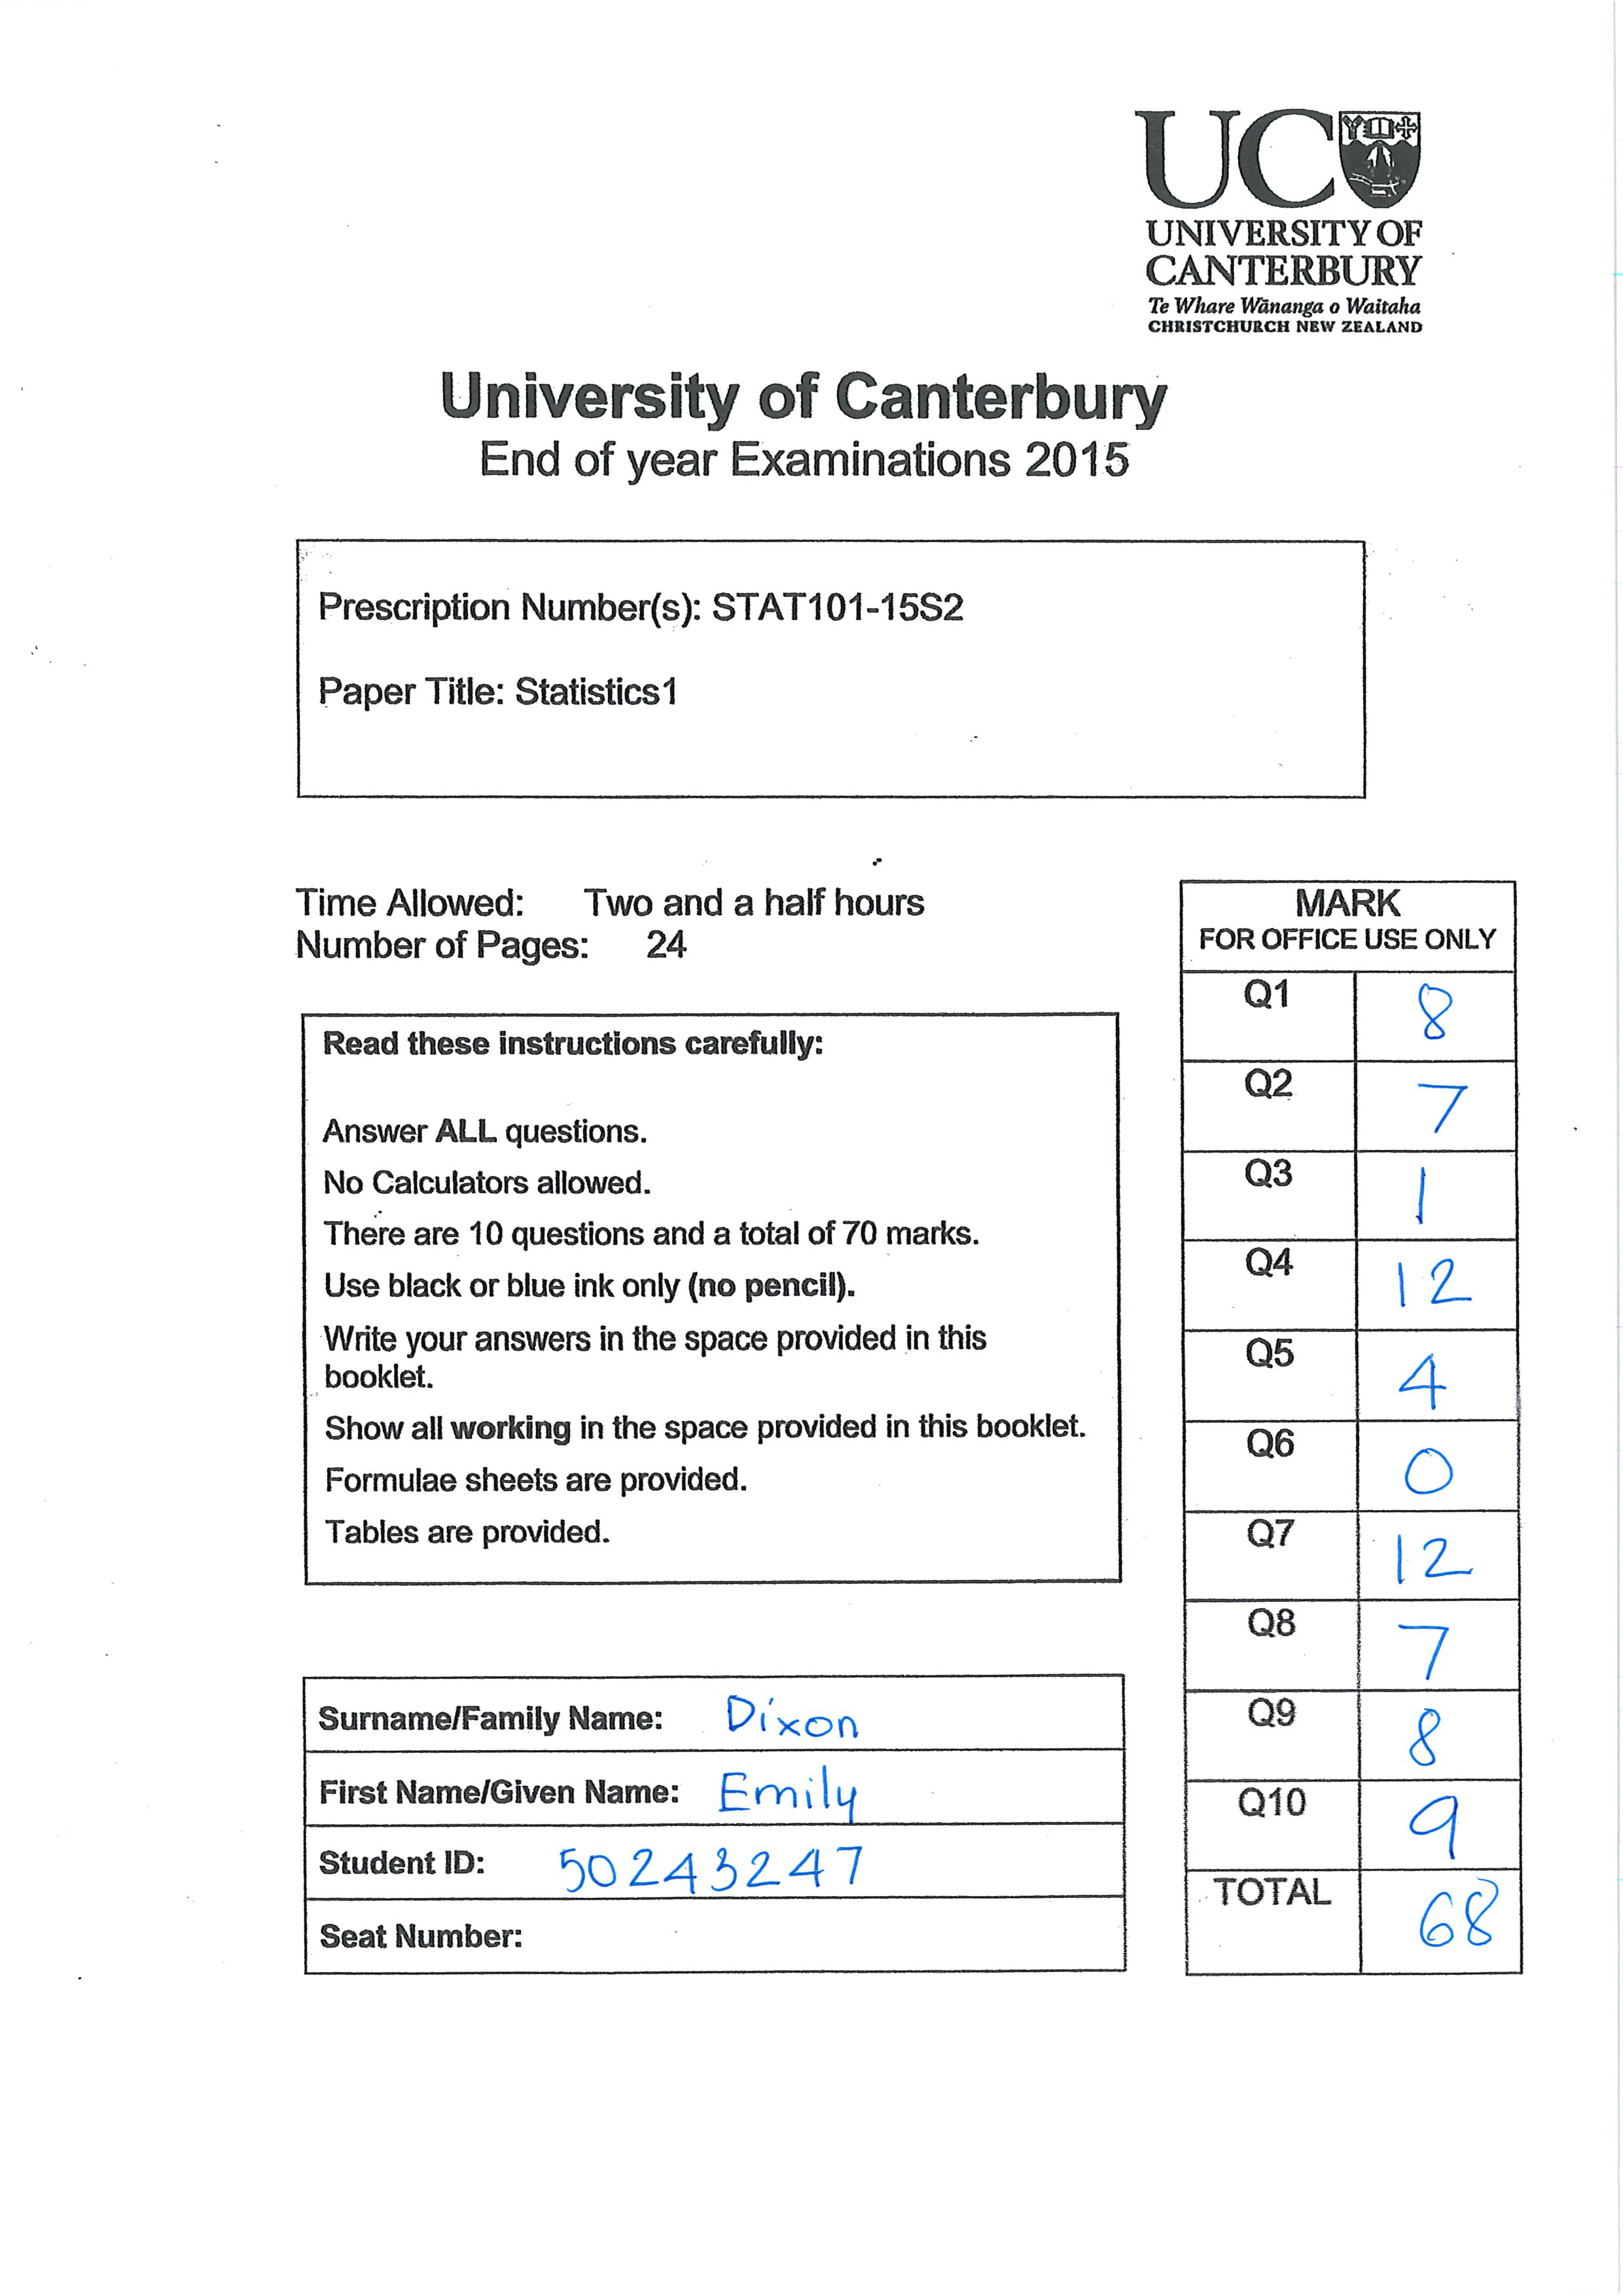 UC
UNIVERSITY OF
CANTERBURY
Te Whare Wānanga o Waitaha
CHRISTCHURCH NEW ZEALAND
University of Canterbury
End of year Examinations 2015
Prescription Number(s): STAT101-15S2
Paper Title: Statistics1
Time Allowed: Two and a half hours
Number of Pages: 24
Read these instructions carefully:
Answer ALL questions.
No Calculators allowed.
There are 10 questions and a total of 70 marks.
Use black or blue ink only (no pencil).
Write your answers in the space provided in this
booklet.
Show all working in the space provided in this booklet.
Formulae sheets are provided.
Tables are provided.
Surname/Family Name: Dixon
First Name/Given Name: Emily
Student ID: 50243247
Seat Number:
MARK
FOR OFFICE USE ONLY
Q1 8
Q2 7
Q3 1
Q4 12
Q5 4
Q6 0
Q7 12
Q8 7
Q9 8
Q10 9
TOTAL 68